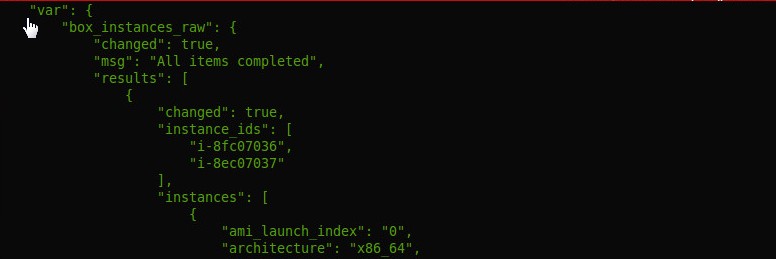 "var": {
"box_instances_raw": {
"changed": true,
"msg": "All items completed",
"results": [
{
"changed": true,
"instance_ids": [
"i-8fc07036",
"i-8ec07037"
],
"instances": [
{
"ami_launch_index": "0",
"architecture": "x86_64",